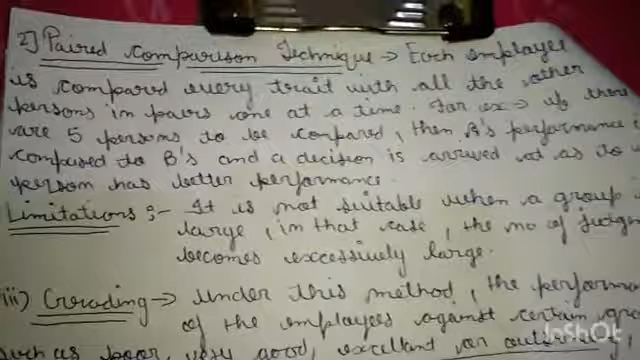 2] Paired Comparison Technique → Each employee
is compared every trait with all the other
persons in pairs one at a time. For ex → if there
are 5 persons to be compared, then A's performance is
compared to B's and a decision is arrived at as to
person has better performance.
Limitations :- It is not suitable when a group is
large, in that case, the no of judgm
becomes excessively large.
iii) Grading → under this method, the performa
of the employees against certain gra
such as poor, very good, excellent or outstanding,